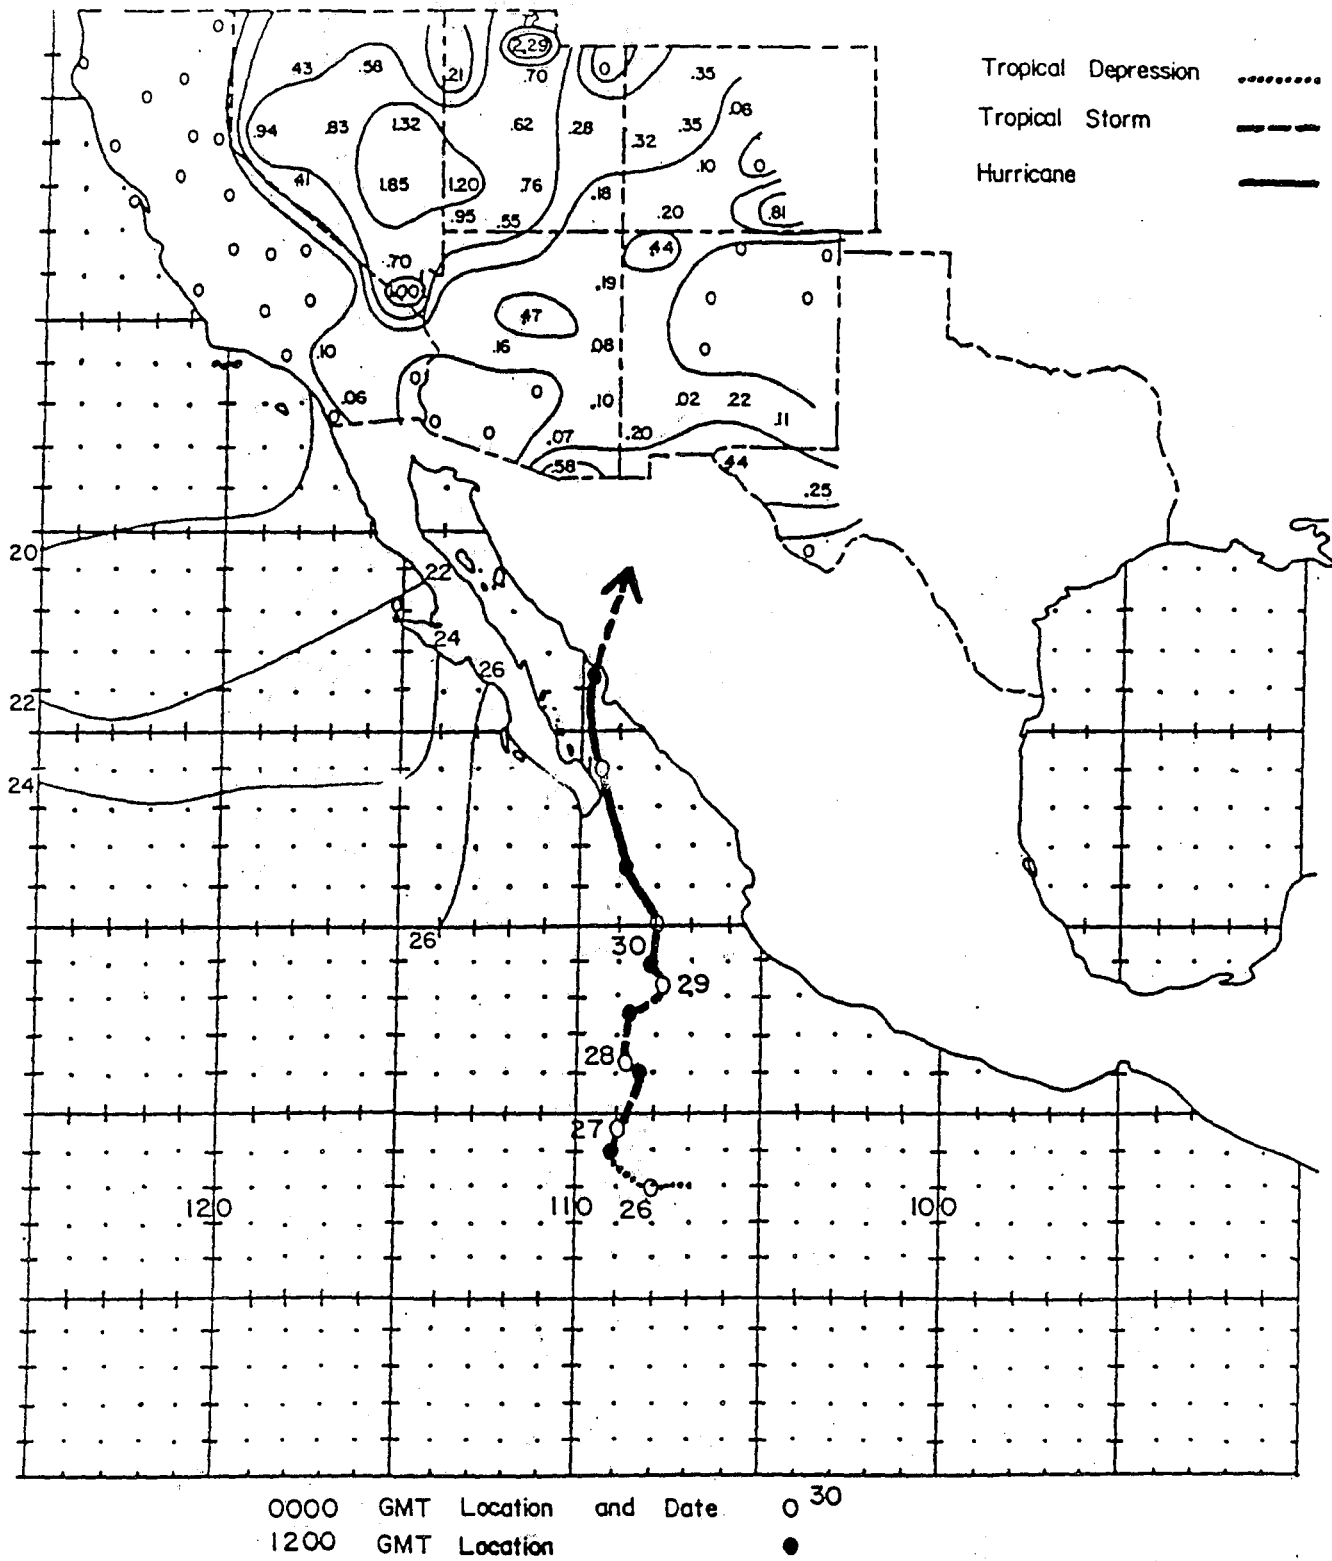 Tropical Depression
Tropical Storm
Hurricane
.72
2.29
.43 .58 .21 .70 0 .35
.94 .83 1.32 .62 .28 .32 .35 .06
.41 1.85 1.20 .76 .18 .10 0
.95 .55 .20 .81
.70 .44 0 0
1.00 .19 0 0
.47
.10 .16 .08 0
.06 0 0 .10 .02 .22 .11
0 0 0 .07 .20
.58 .44
.25
0
20
22
24
26
22
24
26
30
29
28
27
120 110 26 100
0000 GMT Location and Date O 30
1200 GMT Location